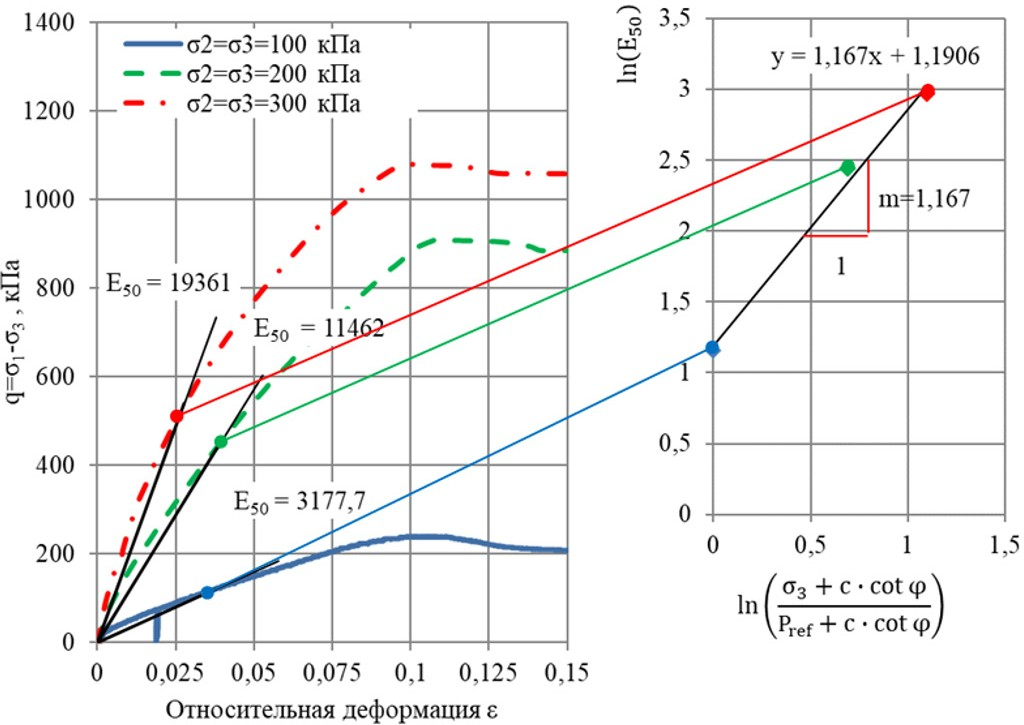 1400
1200
1000
800
600
400
200
0
q=σ₁-σ₃ , кПа
σ2=σ3=100 кПа
σ2=σ3=200 кПа
σ2=σ3=300 кПа
E₅₀ = 19361
E₅₀ = 11462
E₅₀ = 3177,7
0 0,025 0,05 0,075 0,1 0,125 0,15
Относительная деформация ε
ln(E₅₀)
3,5
3
2,5
2
1,5
1
0,5
0
y = 1,167x + 1,1906
m=1,167
1
0 0,5 1 1,5
ln(
σ₃ + c · cot φ
P_ref + c · cot φ
)